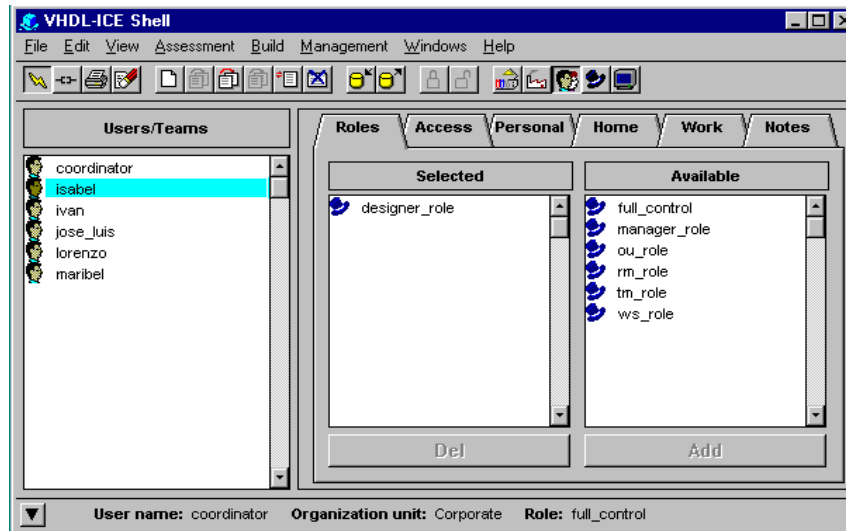 VHDL-ICE Shell
File Edit View Assessment Build Management Windows Help
Users/Teams
coordinator
isabel
ivan
jose_luis
lorenzo
maribel
Roles Access Personal Home Work Notes
Selected
designer_role
Del
Available
full_control
manager_role
ou_role
rm_role
tm_role
ws_role
Add
User name: coordinator Organization unit: Corporate Role: full_control